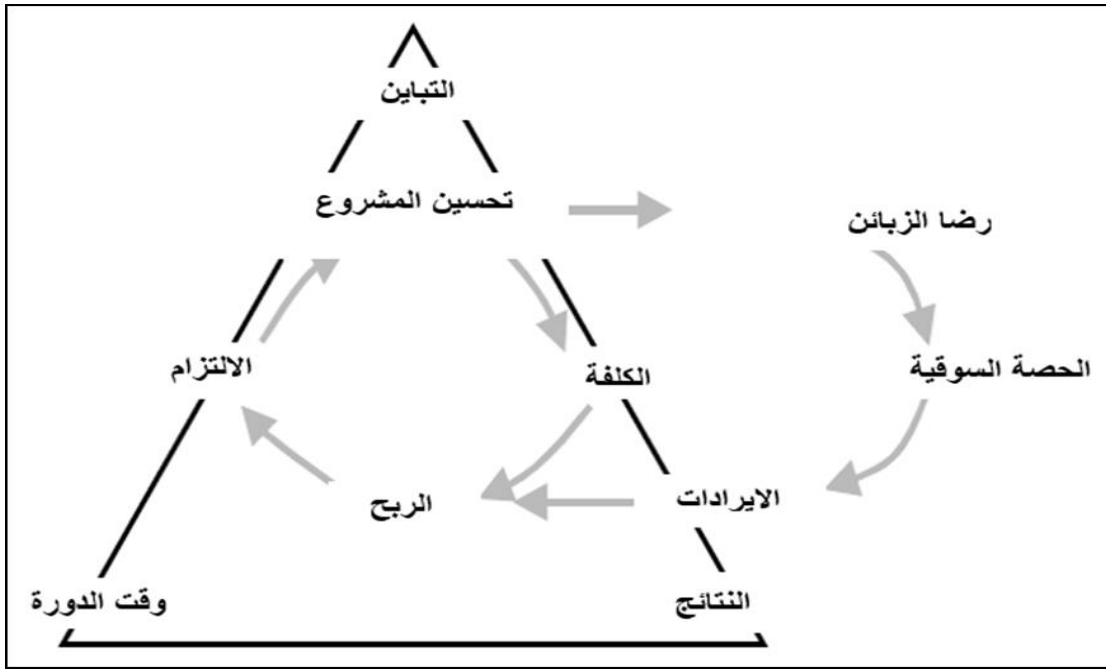 التباين
تحسين المشروع
رضا الزبائن
الالتزام
الكلفة
الحصة السوقية
الربح
الايرادات
وقت الدورة
النتائج